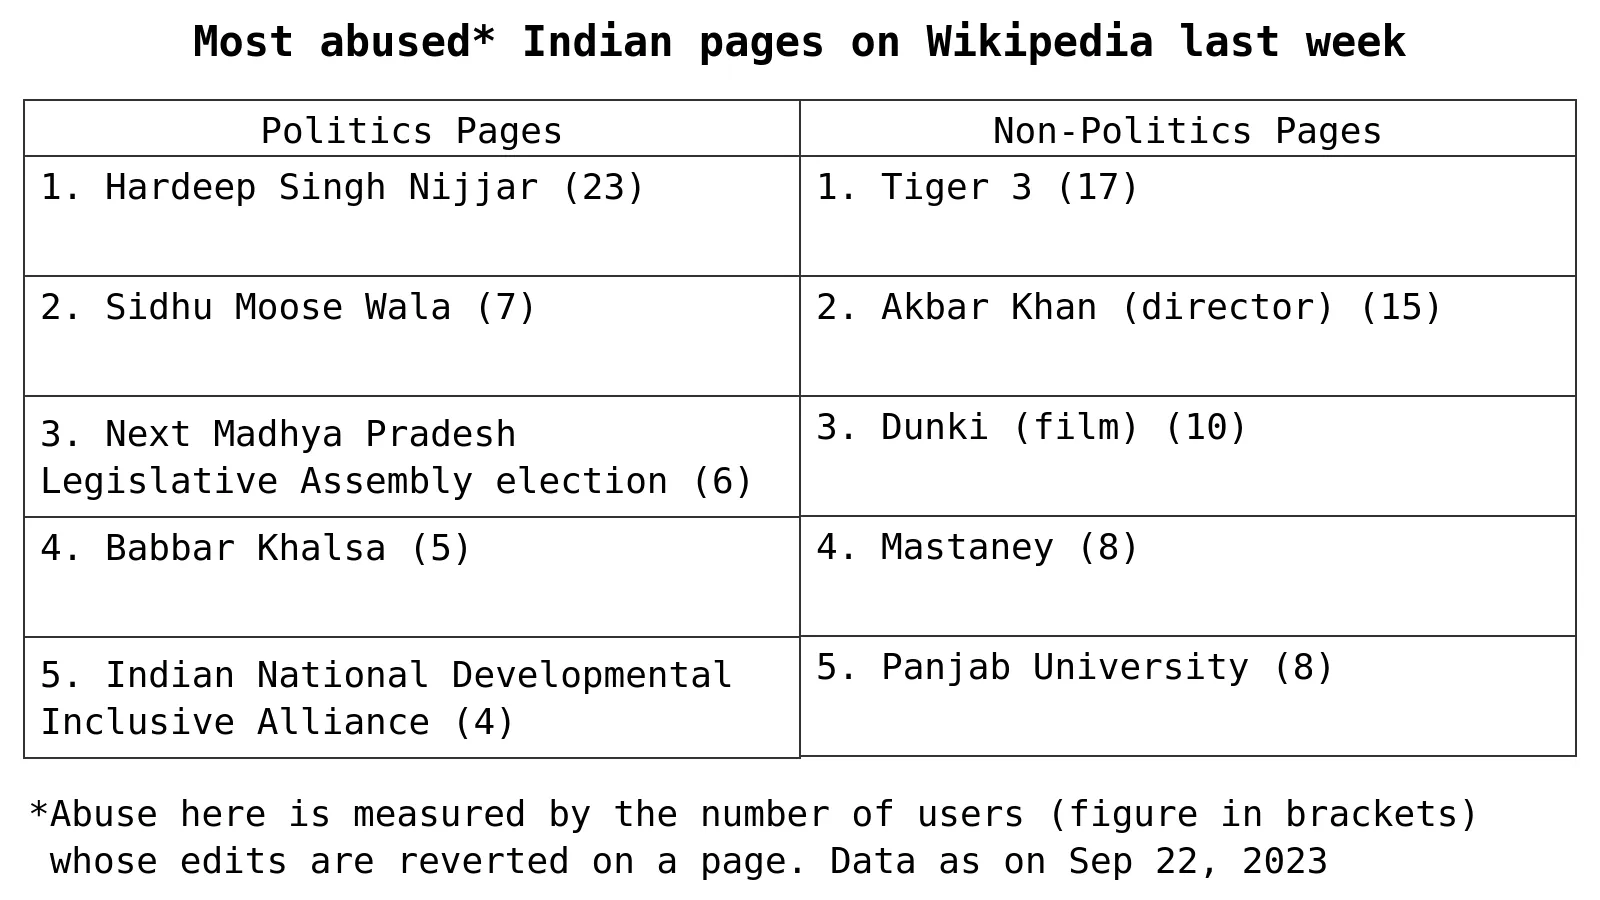 Most abused* Indian pages on Wikipedia last week
Politics Pages
1. Hardeep Singh Nijjar (23)
2. Sidhu Moose Wala (7)
3. Next Madhya Pradesh
Legislative Assembly election (6)
4. Babbar Khalsa (5)
5. Indian National Developmental
Inclusive Alliance (4)
Non-Politics Pages
1. Tiger 3 (17)
2. Akbar Khan (director) (15)
3. Dunki (film) (10)
4. Mastaney (8)
5. Panjab University (8)
*Abuse here is measured by the number of users (figure in brackets)
whose edits are reverted on a page. Data as on Sep 22, 2023